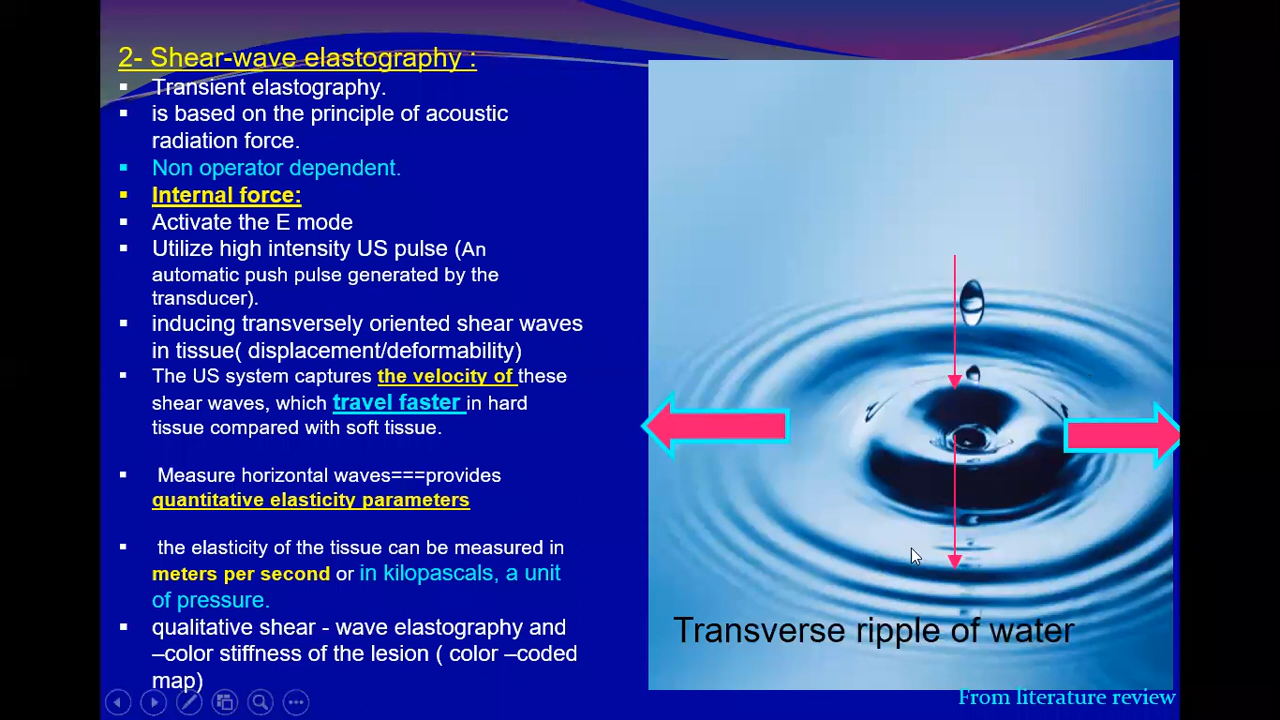 2- Shear-wave elastography :
▪ Transient elastography.
▪ is based on the principle of acoustic
radiation force.
▪ Non operator dependent.
▪ Internal force:
▪ Activate the E mode
▪ Utilize high intensity US pulse (An
automatic push pulse generated by the
transducer).
▪ inducing transversely oriented shear waves
in tissue( displacement/deformability)
▪ The US system captures the velocity of these
shear waves, which travel faster in hard
tissue compared with soft tissue.
▪ Measure horizontal waves===provides
quantitative elasticity parameters
▪ the elasticity of the tissue can be measured in
meters per second or in kilopascals, a unit
of pressure.
▪ qualitative shear - wave elastography and
–color stiffness of the lesion ( color –coded
map)
Transverse ripple of water
From literature review